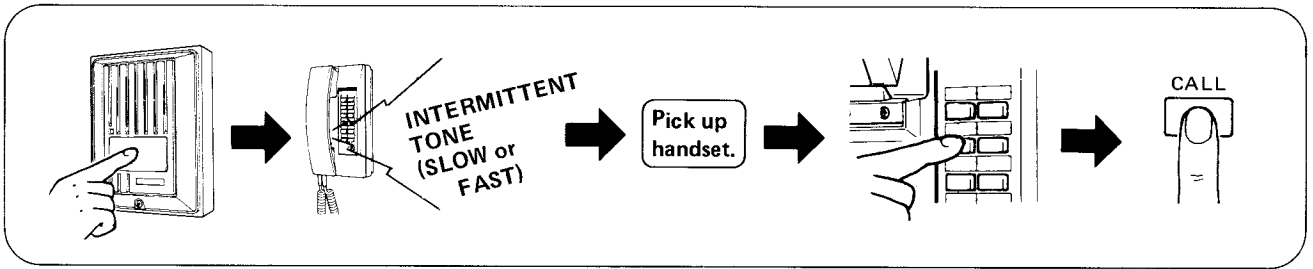 INTERMITTENT
TONE
(SLOW or
FAST)
Pick up
handset.
CALL